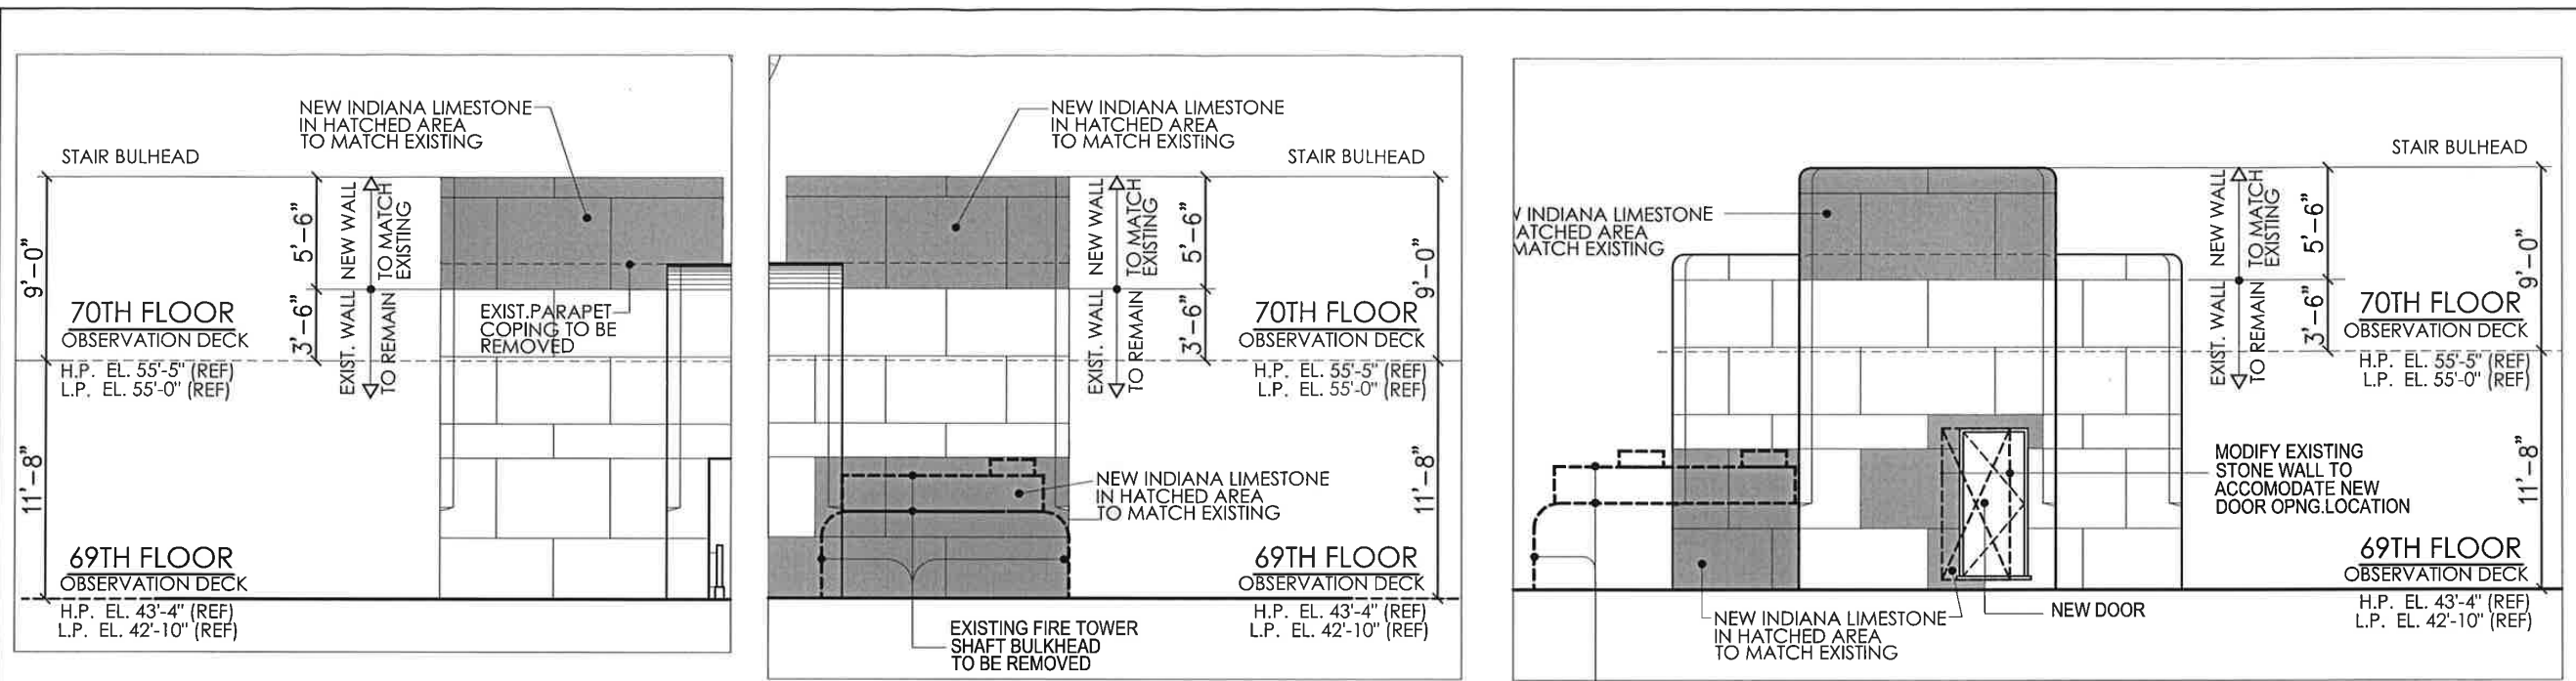 NEW INDIANA LIMESTONE
IN HATCHED AREA
TO MATCH EXISTING
STAIR BULHEAD
9'-0"
5'-6"
NEW WALL
TO MATCH
EXISTING
3'-6"
EXIST. WALL
TO REMAIN
EXIST.PARAPET
COPING TO BE
REMOVED
70TH FLOOR
OBSERVATION DECK
H.P. EL. 55'-5" (REF)
L.P. EL. 55'-0" (REF)
11'-8"
69TH FLOOR
OBSERVATION DECK
H.P. EL. 43'-4" (REF)
L.P. EL. 42'-10" (REF)
NEW INDIANA LIMESTONE
IN HATCHED AREA
TO MATCH EXISTING
STAIR BULHEAD
NEW WALL
TO MATCH
EXISTING
5'-6"
9'-0"
EXIST. WALL
TO REMAIN
3'-6"
70TH FLOOR
OBSERVATION DECK
H.P. EL. 55'-5" (REF)
L.P. EL. 55'-0" (REF)
NEW INDIANA LIMESTONE
IN HATCHED AREA
TO MATCH EXISTING
11'-8"
69TH FLOOR
OBSERVATION DECK
H.P. EL. 43'-4" (REF)
L.P. EL. 42'-10" (REF)
EXISTING FIRE TOWER
SHAFT BULKHEAD
TO BE REMOVED
STAIR BULHEAD
INDIANA LIMESTONE
ATCHED AREA
MATCH EXISTING
NEW WALL
TO MATCH
EXISTING
5'-6"
9'-0"
EXIST. WALL
TO REMAIN
3'-6"
70TH FLOOR
OBSERVATION DECK
H.P. EL. 55'-5" (REF)
L.P. EL. 55'-0" (REF)
MODIFY EXISTING
STONE WALL TO
ACCOMODATE NEW
DOOR OPNG.LOCATION
11'-8"
69TH FLOOR
OBSERVATION DECK
H.P. EL. 43'-4" (REF)
L.P. EL. 42'-10" (REF)
NEW DOOR
NEW INDIANA LIMESTONE
IN HATCHED AREA
TO MATCH EXISTING